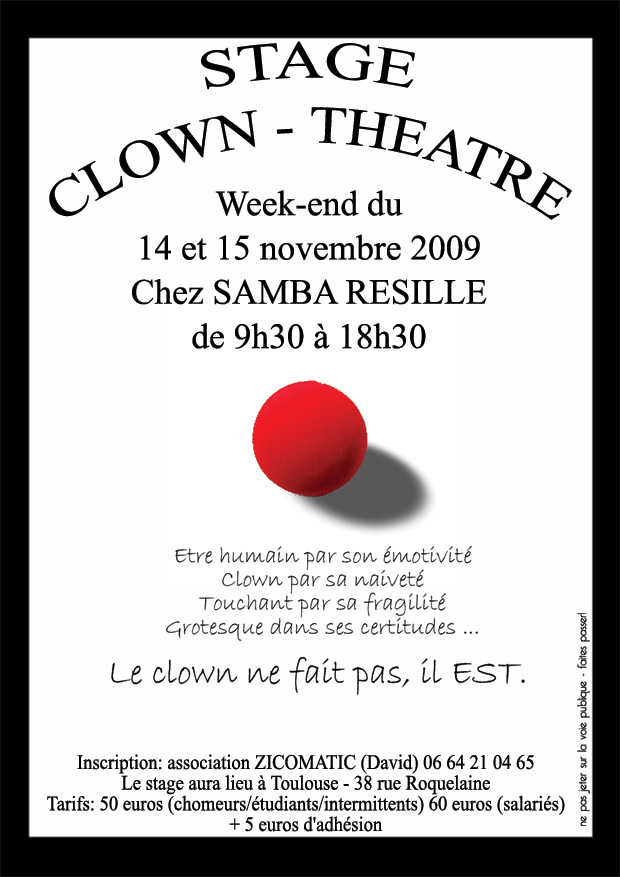 STAGE
CLOWN - THEATRE
Week-end du
14 et 15 novembre 2009
Chez SAMBA RESILLE
de 9h30 à 18h30
Etre humain par son émotivité
Clown par sa naiveté
Touchant par sa fragilité
Grotesque dans ses certitudes ...
Le clown ne fait pas, il EST.
ne pas jeter sur la voie publique - faites passer!
Inscription: association ZICOMATIC (David) 06 64 21 04 65
Le stage aura lieu à Toulouse - 38 rue Roquelaine
Tarifs: 50 euros (chomeurs/étudiants/intermittents) 60 euros (salariés)
+ 5 euros d'adhésion